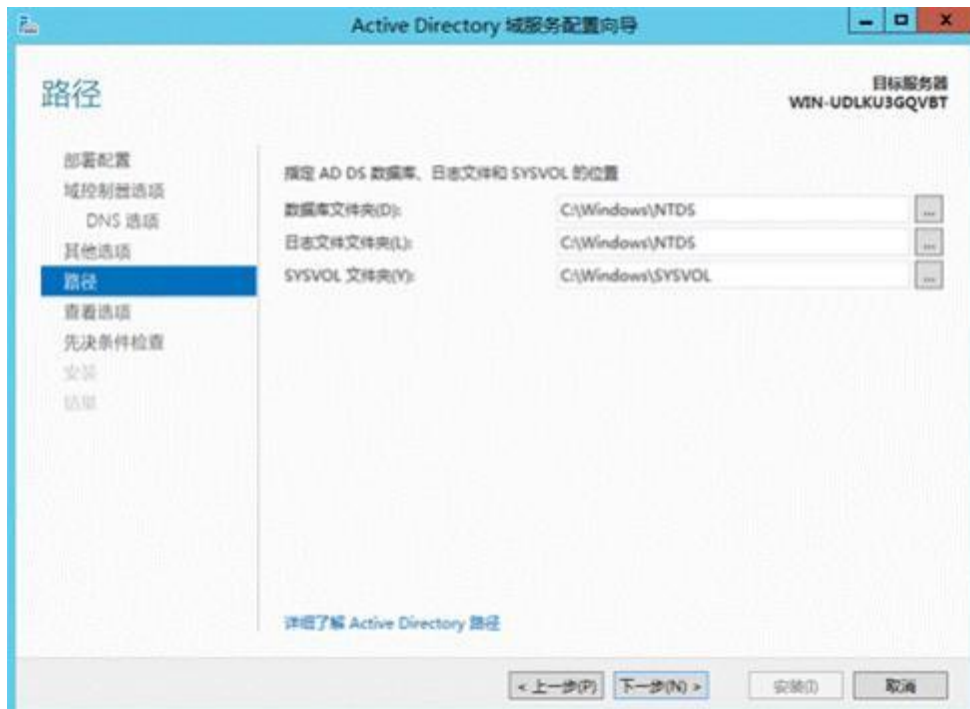 Active Directory 域服务配置向导
路径
目标服务器
WIN-UDLKU3GQVBT
部署配置
域控制器选项
DNS 选项
其他选项
路径
查看选项
先决条件检查
安装
结果
指定 AD DS 数据库、日志文件和 SYSVOL 的位置
数据库文件夹(D): C:\Windows\NTDS ...
日志文件文件夹(L): C:\Windows\NTDS ...
SYSVOL 文件夹(Y): C:\Windows\SYSVOL ...
详细了解 Active Directory 路径
< 上一步(P) 下一步(N) > 安装(I) 取消